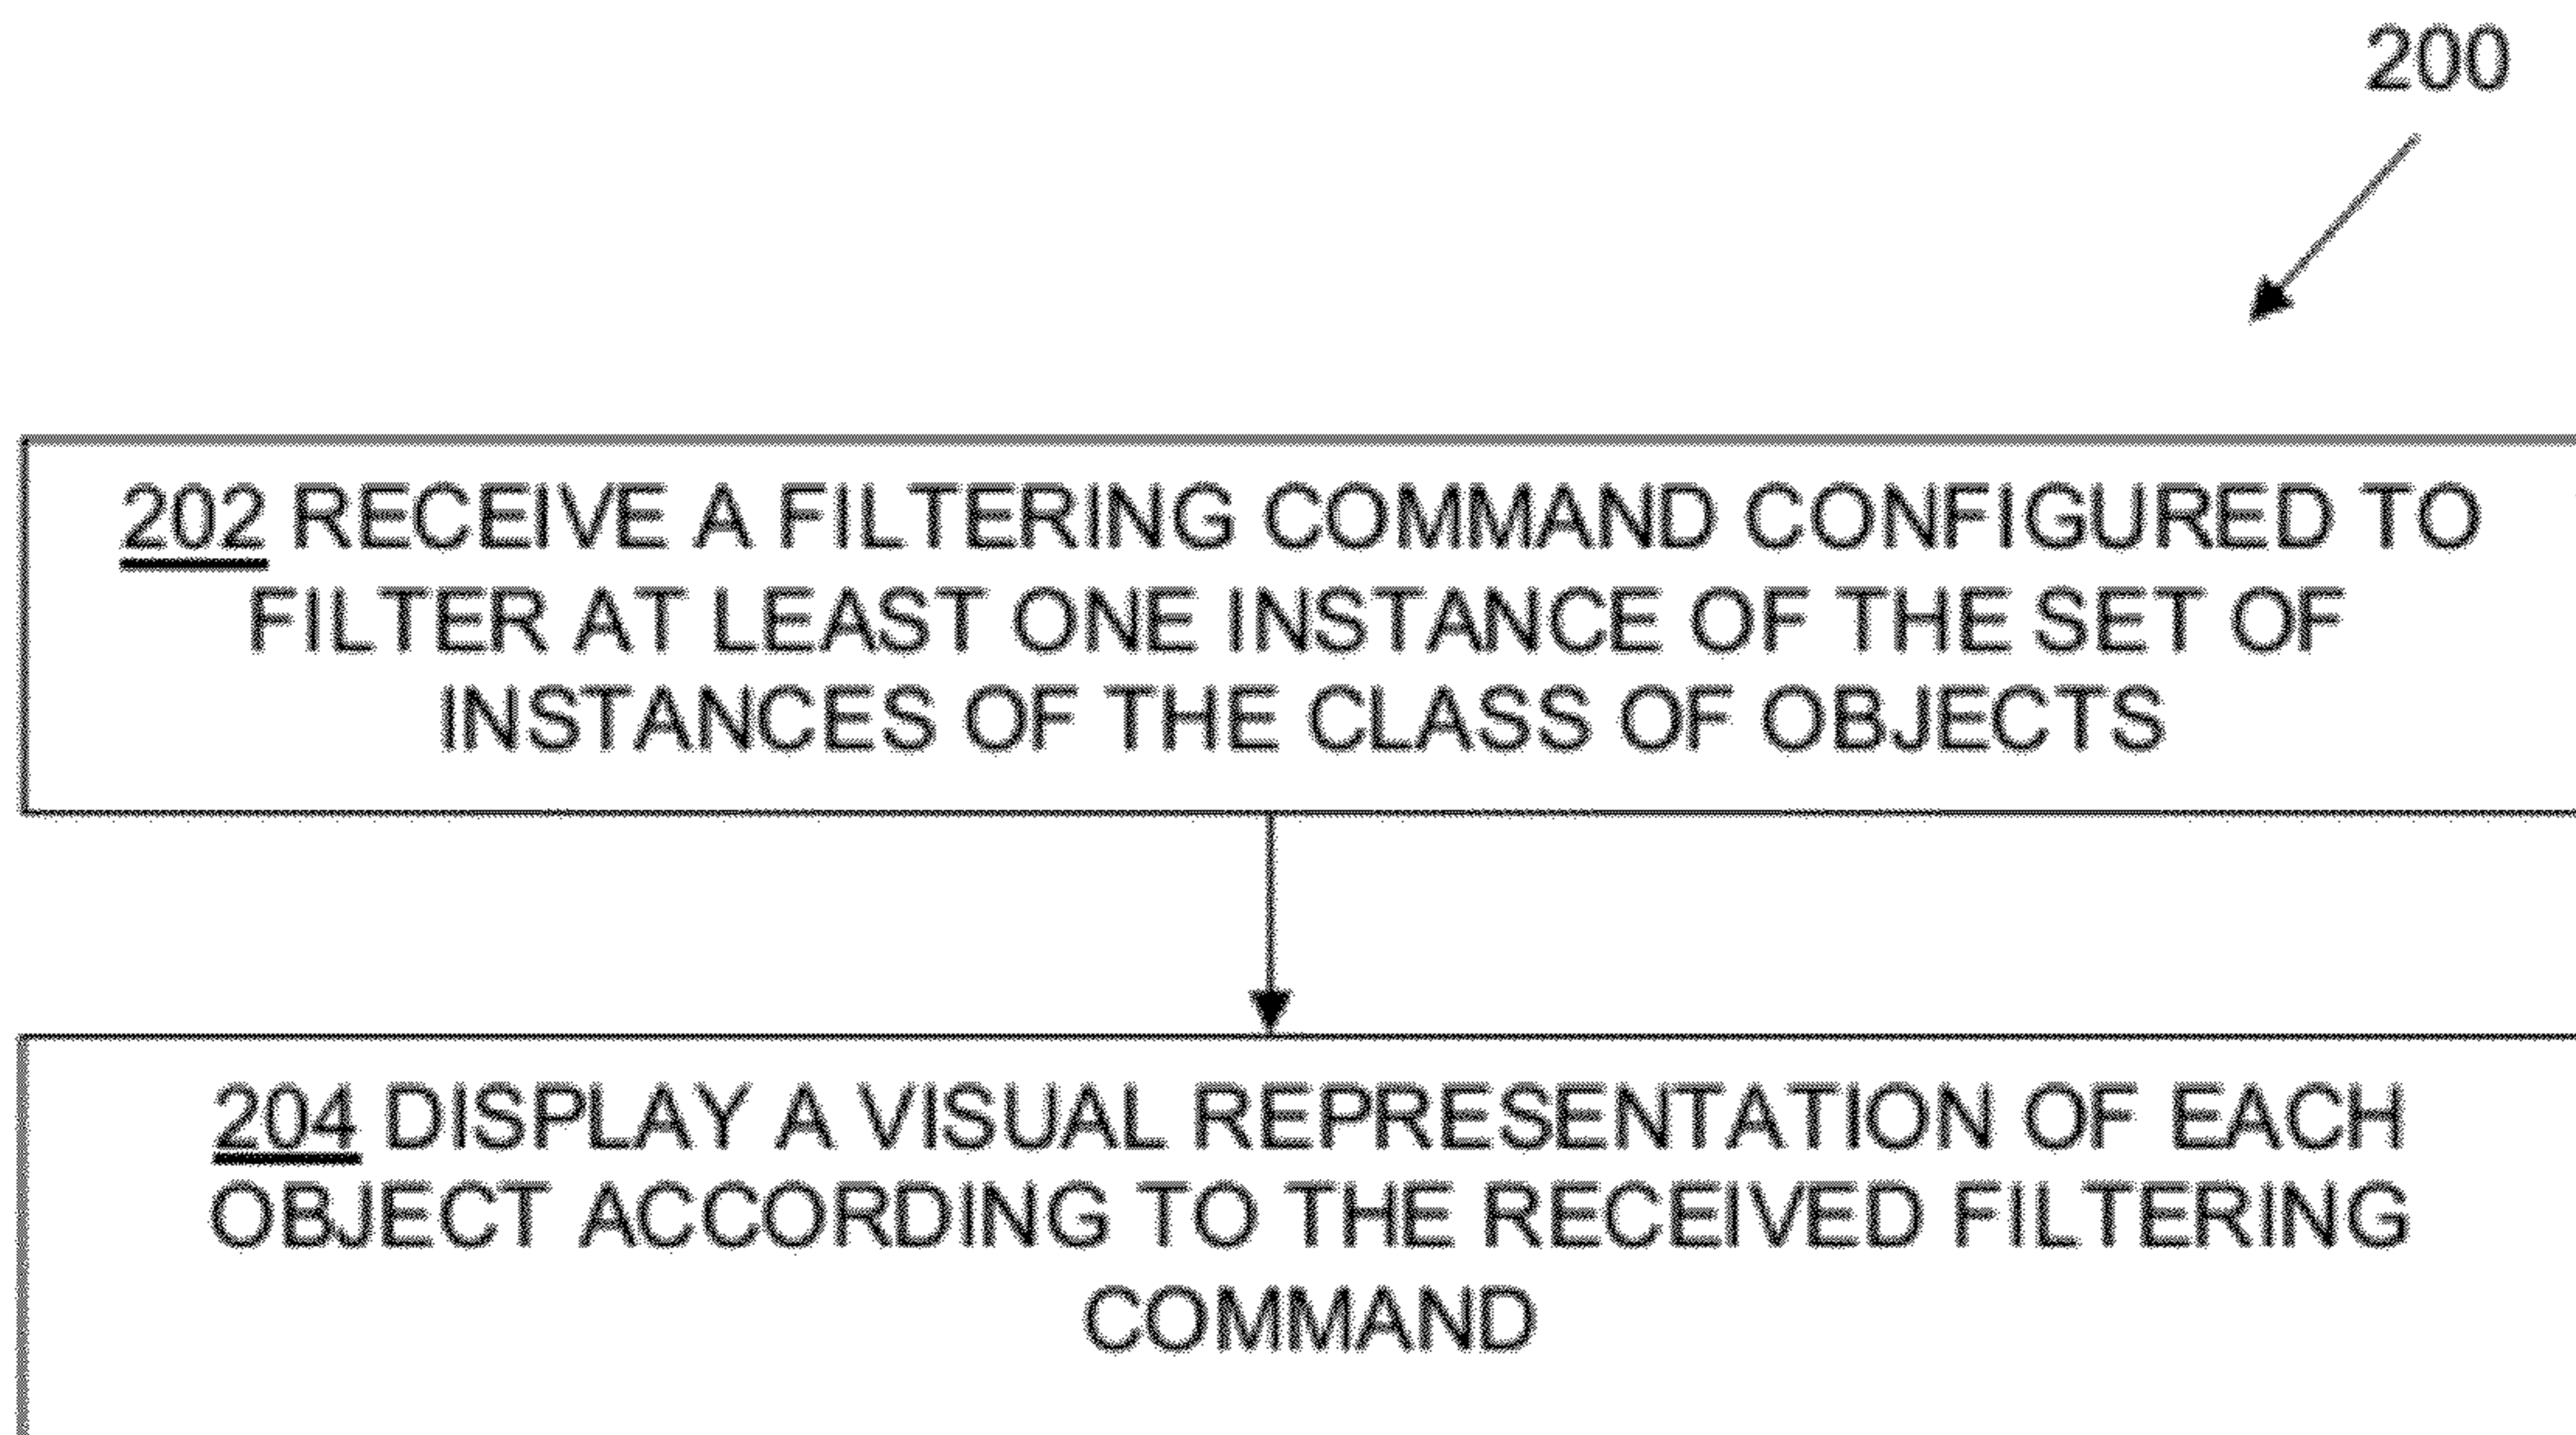 200
202 RECEIVE A FILTERING COMMAND CONFIGURED TO
FILTER AT LEAST ONE INSTANCE OF THE SET OF
INSTANCES OF THE CLASS OF OBJECTS
204 DISPLAY A VISUAL REPRESENTATION OF EACH
OBJECT ACCORDING TO THE RECEIVED FILTERING
COMMAND